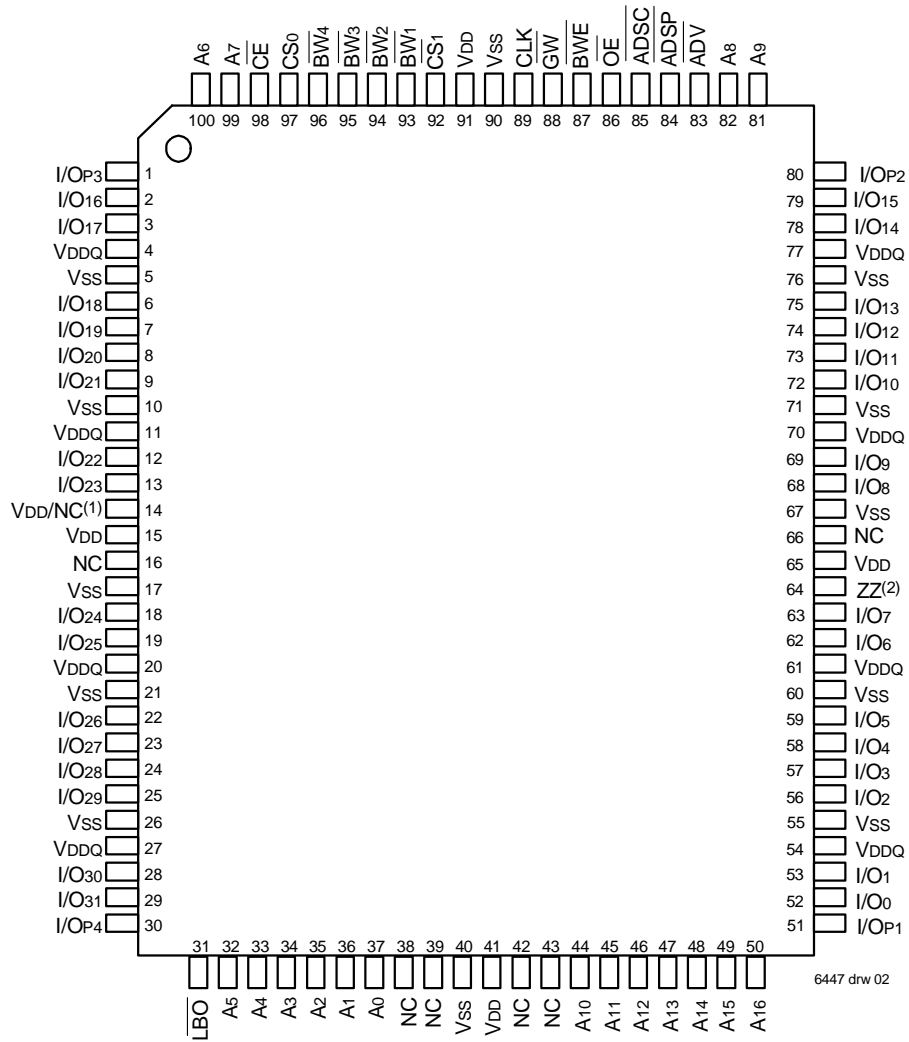 A6 A7 CE CS0 BW4 BW3 BW2 BW1 CS1 VDD VSS CLK GW BWE OE ADSC ADSP ADV A8 A9
100 99 98 97 96 95 94 93 92 91 90 89 88 87 86 85 84 83 82 81
I/OP3 1 80 I/OP2
I/O16 2 79 I/O15
I/O17 3 78 I/O14
VDDQ 4 77 VDDQ
VSS 5 76 VSS
I/O18 6 75 I/O13
I/O19 7 74 I/O12
I/O20 8 73 I/O11
I/O21 9 72 I/O10
VSS 10 71 VSS
VDDQ 11 70 VDDQ
I/O22 12 69 I/O9
I/O23 13 68 I/O8
VDD/NC(1) 14 67 VSS
VDD 15 66 NC
NC 16 65 VDD
VSS 17 64 ZZ(2)
I/O24 18 63 I/O7
I/O25 19 62 I/O6
VDDQ 20 61 VDDQ
VSS 21 60 VSS
I/O26 22 59 I/O5
I/O27 23 58 I/O4
I/O28 24 57 I/O3
I/O29 25 56 I/O2
VSS 26 55 VSS
VDDQ 27 54 VDDQ
I/O30 28 53 I/O1
I/O31 29 52 I/O0
I/OP4 30 51 I/OP1
31 32 33 34 35 36 37 38 39 40 41 42 43 44 45 46 47 48 49 50
LBO A5 A4 A3 A2 A1 A0 NC NC VSS VDD NC NC A10 A11 A12 A13 A14 A15 A16
6447 drw 02